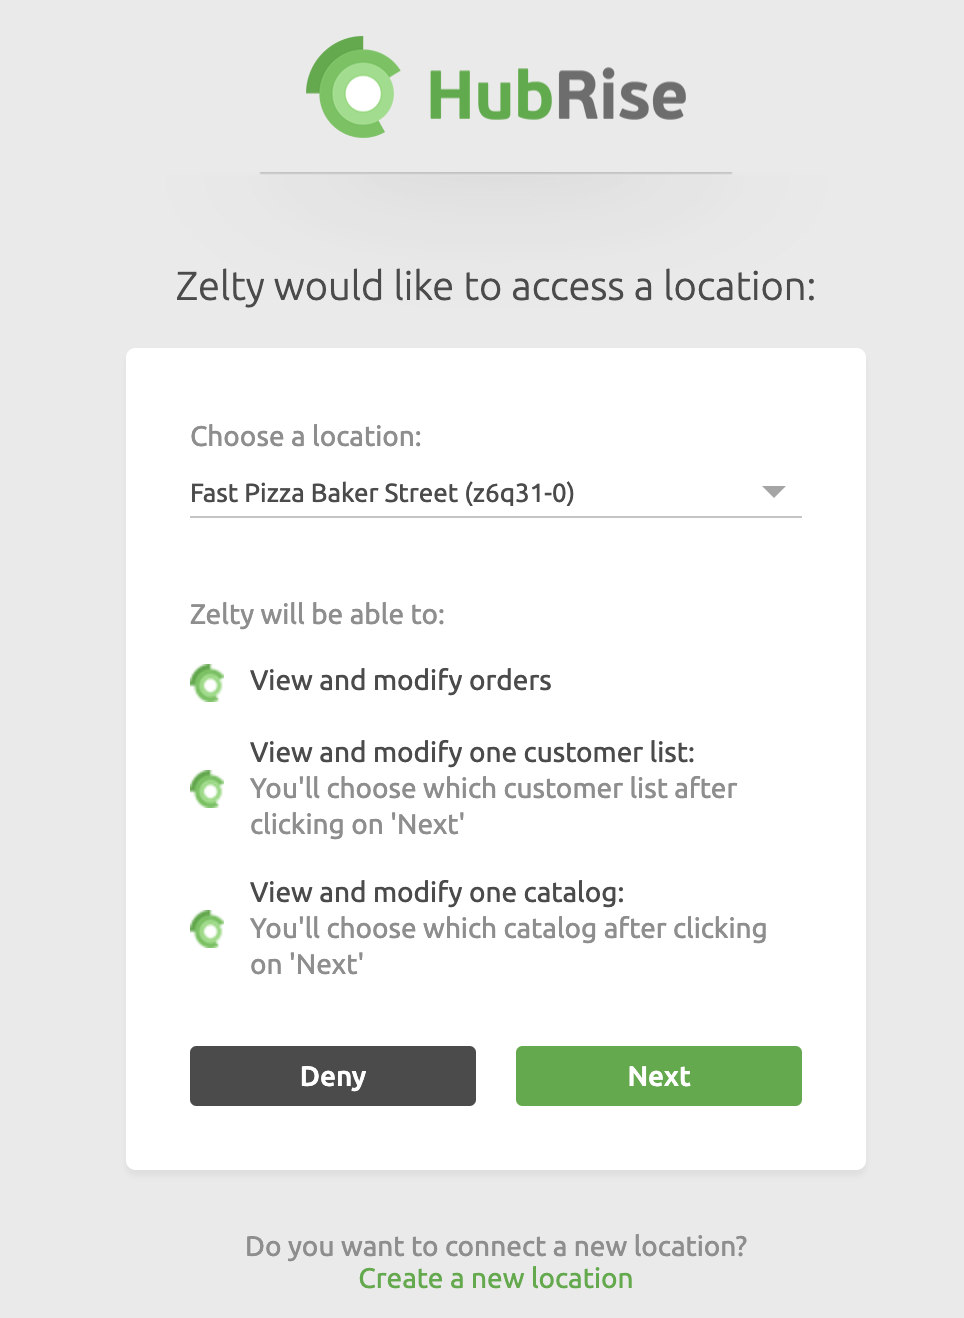 HubRise
Zelty would like to access a location:
Choose a location:
Fast Pizza Baker Street (z6q31-0)
Zelty will be able to:
View and modify orders
View and modify one customer list:
You'll choose which customer list after
clicking on 'Next'
View and modify one catalog:
You'll choose which catalog after clicking
on 'Next'
Deny
Next
Do you want to connect a new location?
Create a new location